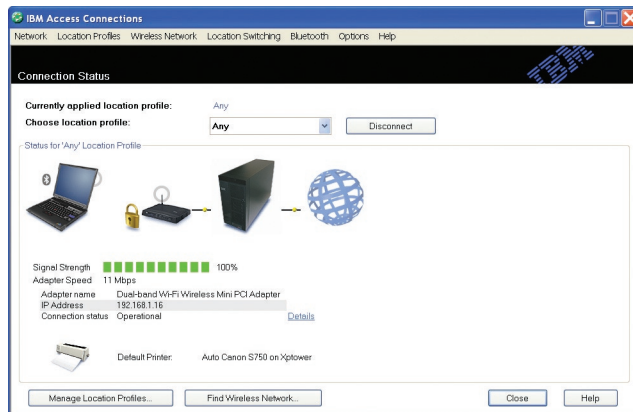 IBM Access Connections
Network Location Profiles Wireless Network Location Switching Bluetooth Options Help
IBM
Connection Status
Currently applied location profile: Any
Choose location profile: Any Disconnect
Status for 'Any' Location Profile
Signal Strength 100%
Adapter Speed 11 Mbps
Adapter name Dual-band Wi-Fi Wireless Mini PCI Adapter
IP Address 192.168.1.16
Connection status Operational Details
Default Printer: Auto Canon S750 on Xptower
Manage Location Profiles... Find Wireless Network... Close Help